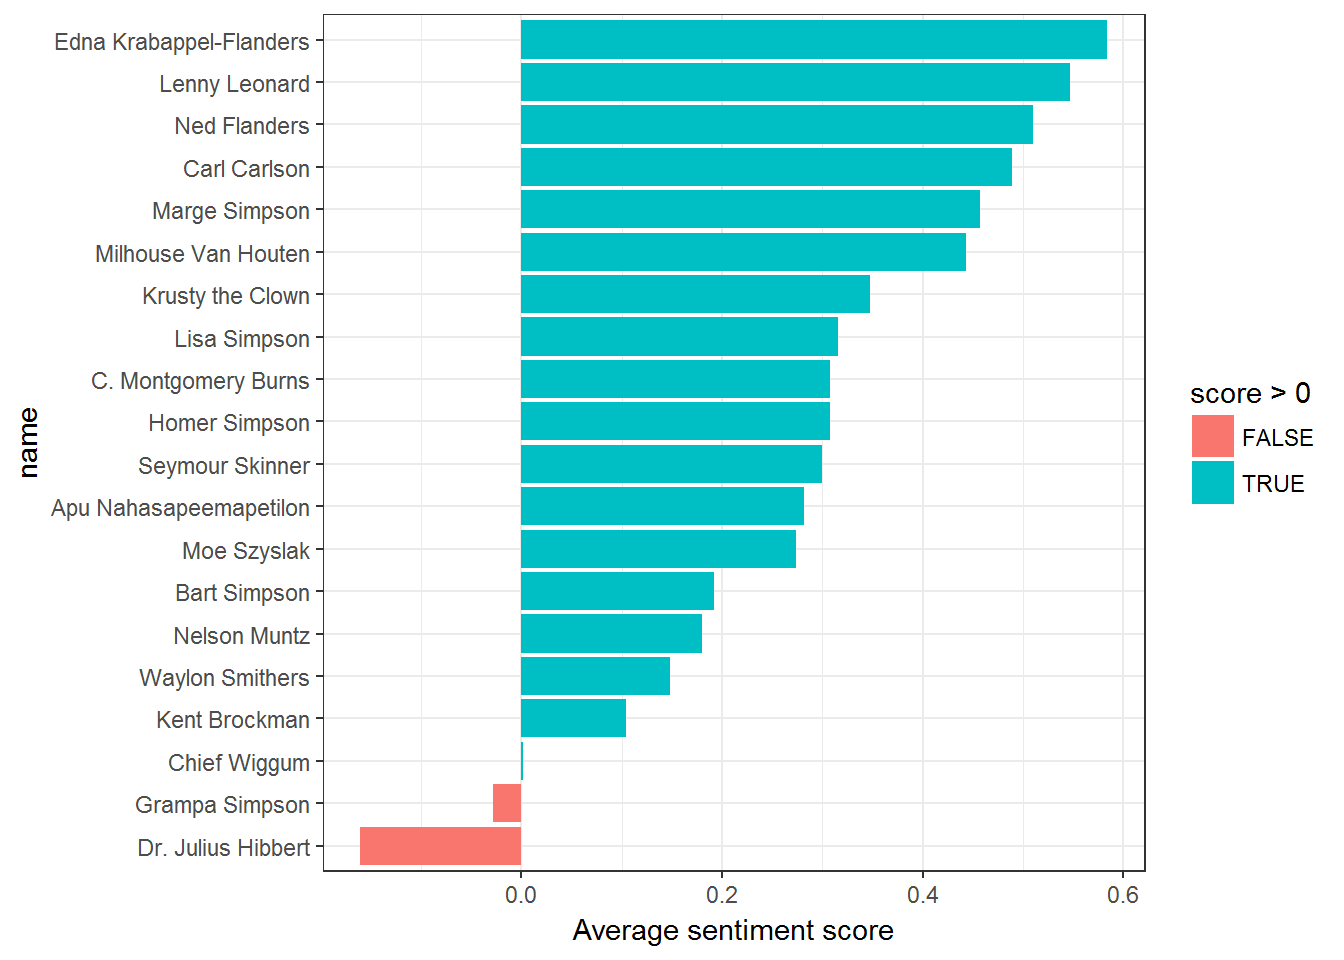 Edna Krabappel-Flanders
Lenny Leonard
Ned Flanders
Carl Carlson
Marge Simpson
Milhouse Van Houten
Krusty the Clown
Lisa Simpson
C. Montgomery Burns
Homer Simpson
Seymour Skinner
Apu Nahasapeemapetilon
Moe Szyslak
Bart Simpson
Nelson Muntz
Waylon Smithers
Kent Brockman
Chief Wiggum
Grampa Simpson
Dr. Julius Hibbert
name
0.0 0.2 0.4 0.6
Average sentiment score
score > 0
FALSE
TRUE